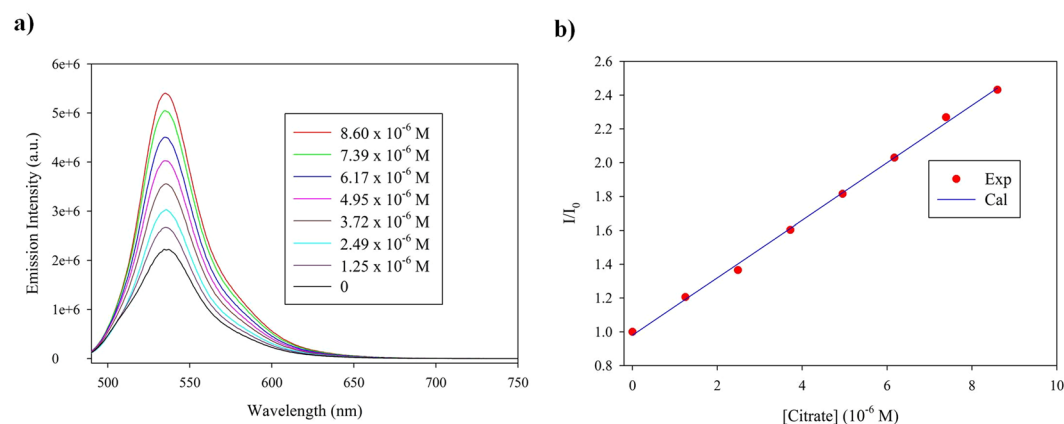 a)
6e+6
5e+6
4e+6
3e+6
2e+6
1e+6
0
Emission Intensity (a.u.)
500 550 600 650 700 750
Wavelength (nm)
8.60 x 10⁻⁶ M
7.39 x 10⁻⁶ M
6.17 x 10⁻⁶ M
4.95 x 10⁻⁶ M
3.72 x 10⁻⁶ M
2.49 x 10⁻⁶ M
1.25 x 10⁻⁶ M
0
b)
2.6
2.4
2.2
2.0
1.8
1.6
1.4
1.2
1.0
0.8
I/I₀
0 2 4 6 8 10
[Citrate] (10⁻⁶ M)
Exp
Cal